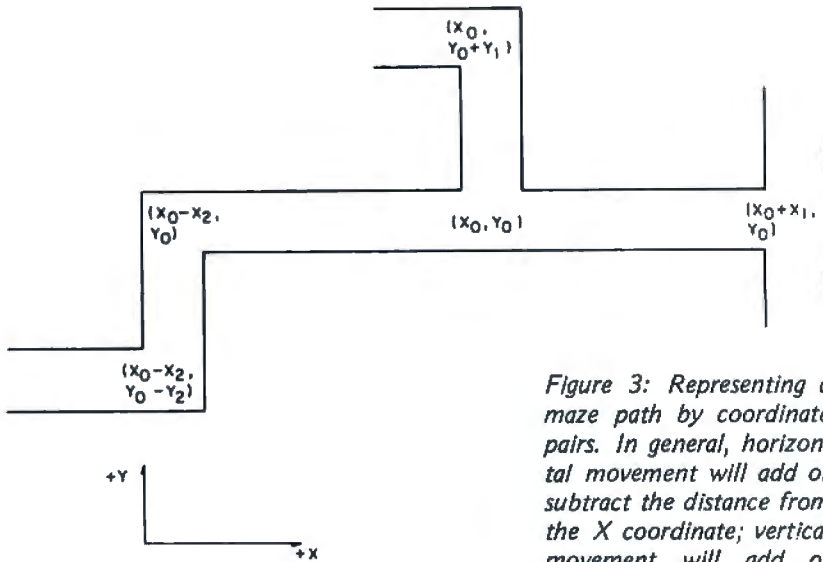 (X₀,
Y₀+Y₁)
(X₀−X₂,
Y₀)
(X₀,Y₀)
(X₀+X₁,
Y₀)
(X₀−X₂,
Y₀−Y₂)
+Y
+X
Figure 3: Representing a
maze path by coordinate
pairs. In general, horizon-
tal movement will add or
subtract the distance from
the X coordinate; vertical
movement will add or